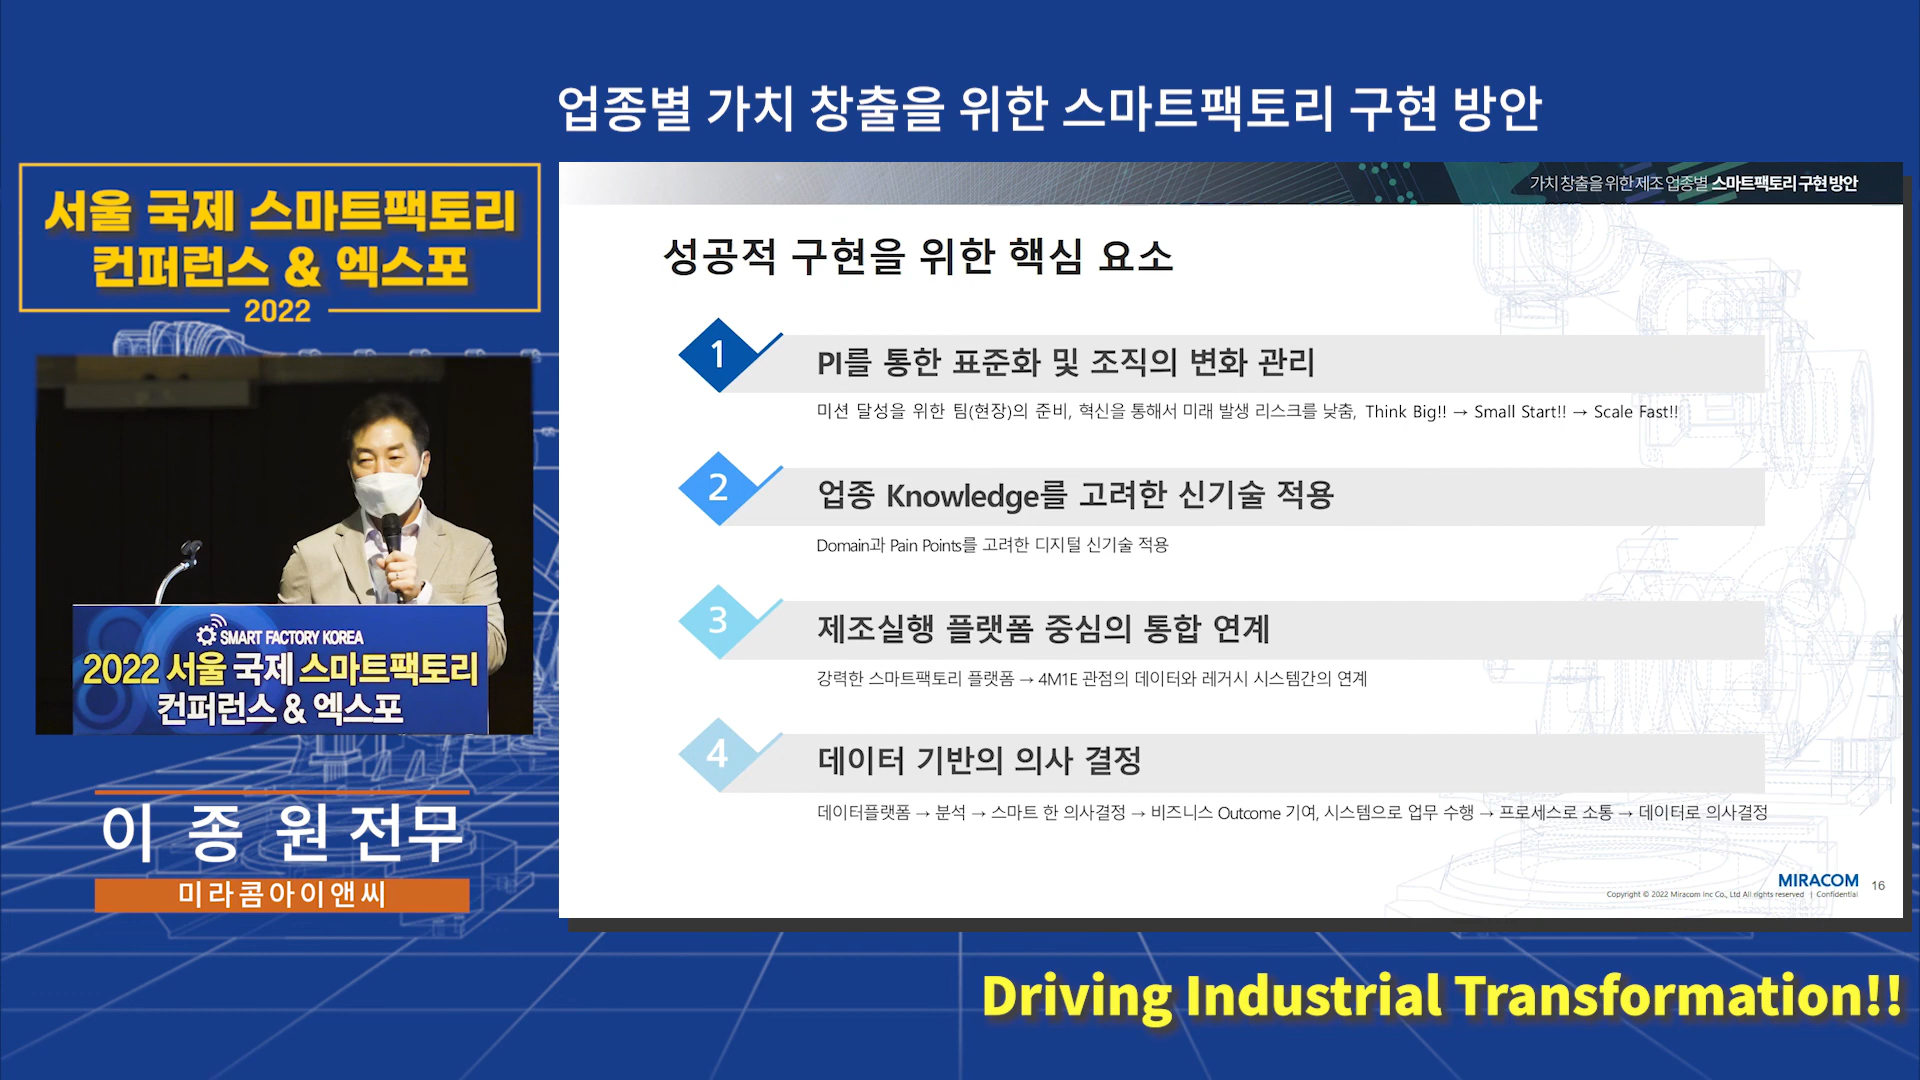 업종별 가치 창출을 위한 스마트팩토리 구현 방안
서울 국제 스마트팩토리
컨퍼런스 & 엑스포
2022
SMART FACTORY KOREA
2022 서울 국제 스마트팩토리
컨퍼런스 & 엑스포
이 종 원 전무
미라콤아이앤씨
가치 창출을 위한 제조 업종별 스마트팩토리 구현 방안
성공적 구현을 위한 핵심 요소
1 PI를 통한 표준화 및 조직의 변화 관리
미션 달성을 위한 팀(현장)의 준비, 혁신을 통해서 미래 발생 리스크를 낮춤, Think Big!! → Small Start!! → Scale Fast!!
2 업종 Knowledge를 고려한 신기술 적용
Domain과 Pain Points를 고려한 디지털 신기술 적용
3 제조실행 플랫폼 중심의 통합 연계
강력한 스마트팩토리 플랫폼 → 4M1E 관점의 데이터와 레거시 시스템간의 연계
4 데이터 기반의 의사 결정
데이터플랫폼 → 분석 → 스마트 한 의사결정 → 비즈니스 Outcome 기여, 시스템으로 업무 수행 → 프로세스로 소통 → 데이터로 의사결정
MIRACOM 16
Copyright © 2022 Miracom Inc Co., Ltd All rights reserved | Confidential
Driving Industrial Transformation!!